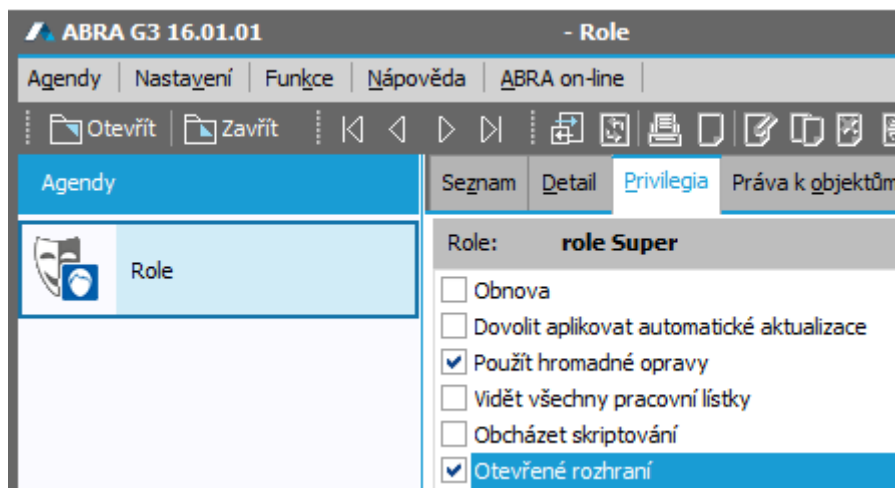 ABRA G3 16.01.01 - Role
Agendy Nastavení Funkce Nápověda ABRA on-line
Otevřít Zavřít
Agendy
Role
Seznam Detail Privilegia Práva k objektům
Role: role Super
Obnova
Dovolit aplikovat automatické aktualizace
Použít hromadné opravy
Vidět všechny pracovní lístky
Obcházet skriptování
Otevřené rozhraní